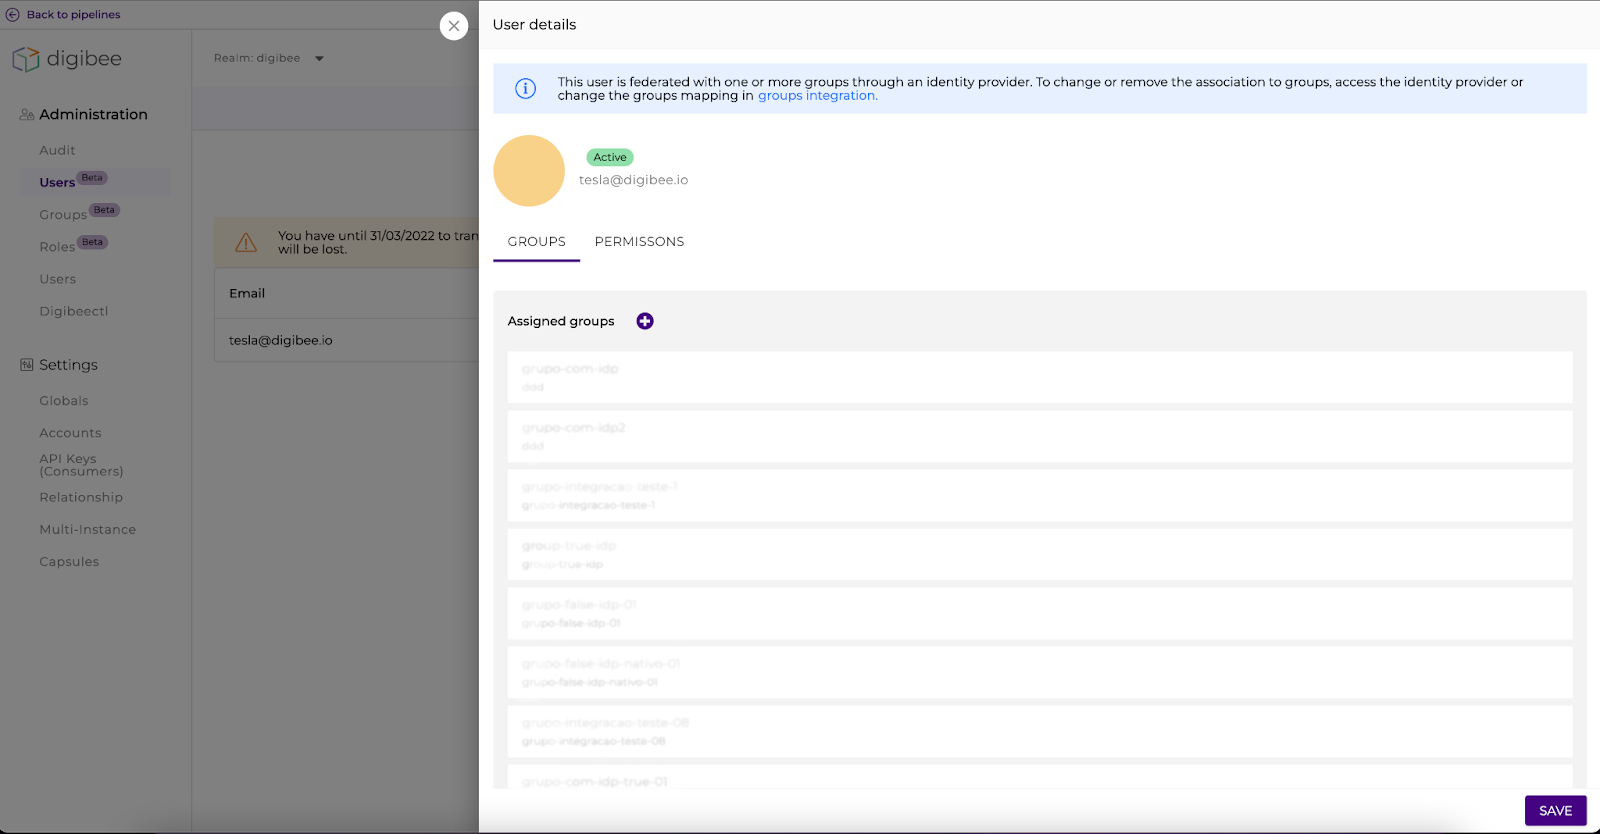 Back to pipelines
User details
digibee
Realm: digibee
This user is federated with one or more groups through an identity provider. To change or remove the association to groups, access the identity provider or
change the groups mapping in groups integration.
Administration
Audit
Users Beta
Groups Beta
Roles Beta
Users
Digibeectl
Active
tesla@digibee.io
GROUPS PERMISSONS
You have until 31/03/2022 to tran
will be lost.
Email
tesla@digibee.io
Settings
Globals
Accounts
API Keys
(Consumers)
Relationship
Multi-Instance
Capsules
Assigned groups
grupo-com-idp
ddd
grupo-com-idp2
ddd
grupo-integracao-teste-1
grupo-integracao-teste-1
group-true-idp
group-true-idp
grupo-false-idp-01
grupo-false-idp-01
grupo-false-idp-nativo-01
grupo-false-idp-nativo-01
grupo-integracao-teste-08
grupo-integracao-teste-08
grupo-com-idp-true-01
SAVE